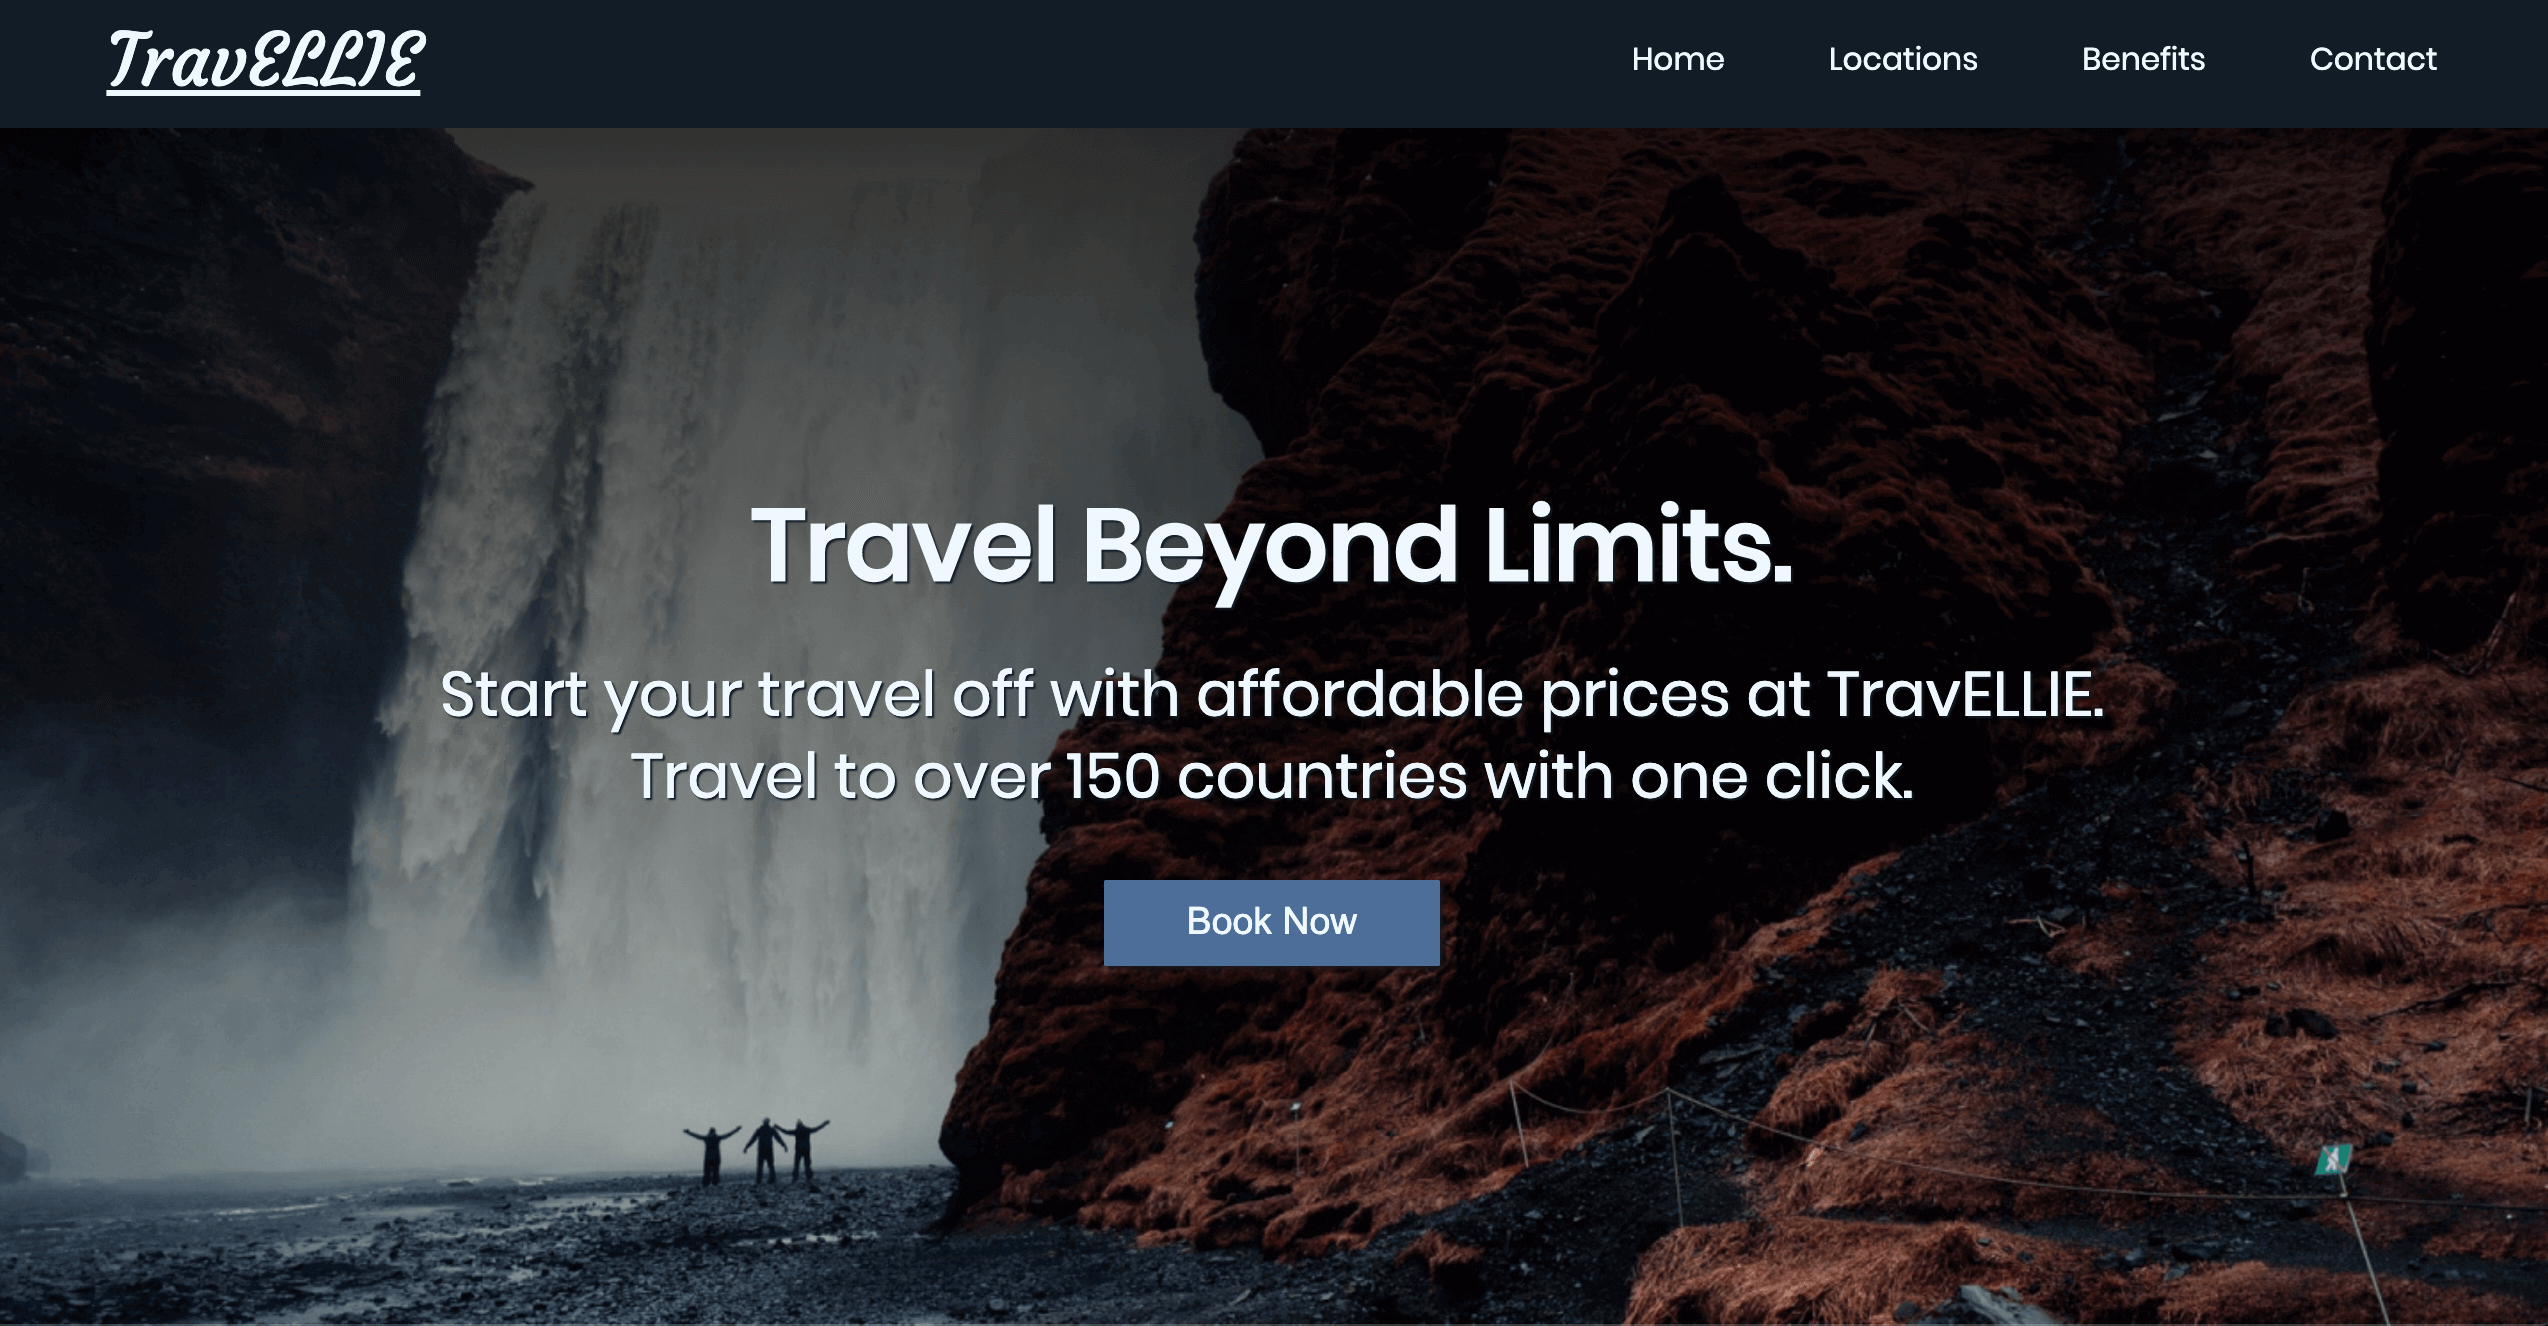 TravELLIE
Home
Locations
Benefits
Contact
Travel Beyond Limits.
Start your travel off with affordable prices at TravELLIE.
Travel to over 150 countries with one click.
Book Now